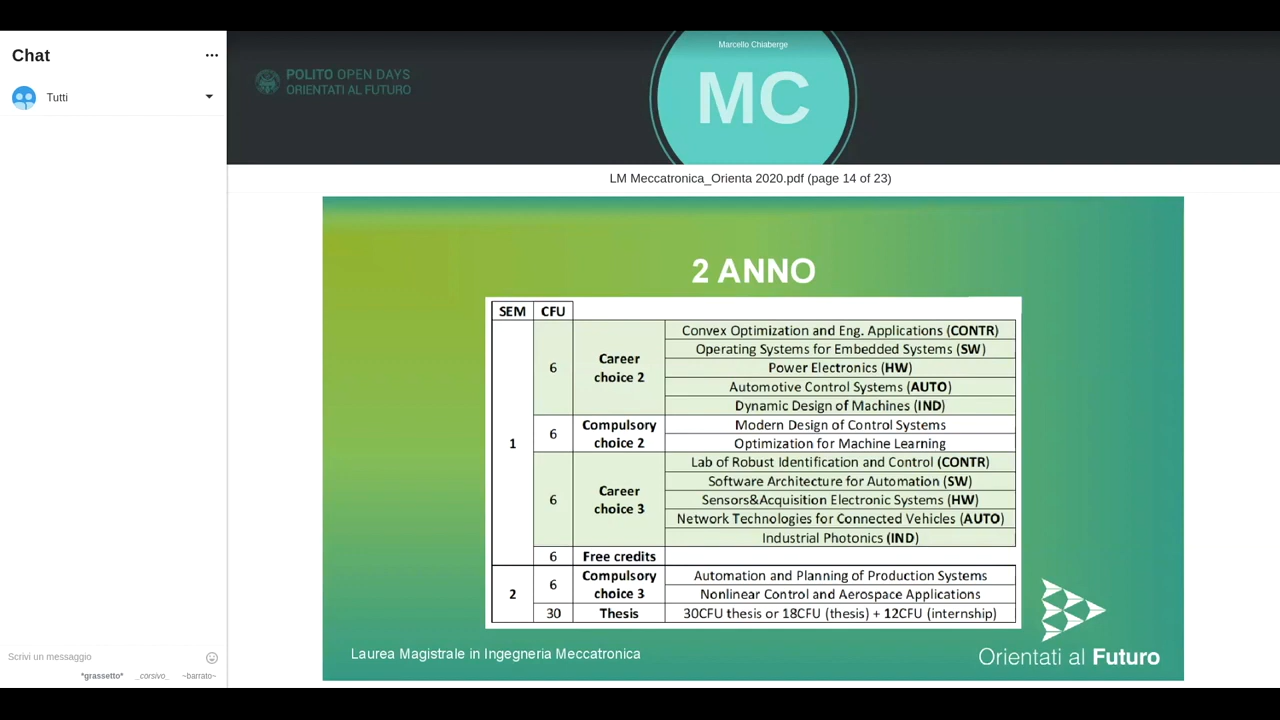 Chat
Tutti
Scrivi un messaggio
*grassetto* _corsivo_ ~barrato~
POLITO OPEN DAYS
ORIENTATI AL FUTURO
Marcello Chiaberge
MC
LM Meccatronica_Orienta 2020.pdf (page 14 of 23)
2 ANNO
SEM CFU
1
6 Career choice 2
Convex Optimization and Eng. Applications (CONTR)
Operating Systems for Embedded Systems (SW)
Power Electronics (HW)
Automotive Control Systems (AUTO)
Dynamic Design of Machines (IND)
6 Compulsory choice 2
Modern Design of Control Systems
Optimization for Machine Learning
6 Career choice 3
Lab of Robust Identification and Control (CONTR)
Software Architecture for Automation (SW)
Sensors&Acquisition Electronic Systems (HW)
Network Technologies for Connected Vehicles (AUTO)
Industrial Photonics (IND)
6 Free credits
2
6 Compulsory choice 3
Automation and Planning of Production Systems
Nonlinear Control and Aerospace Applications
30 Thesis 30CFU thesis or 18CFU (thesis) + 12CFU (internship)
Laurea Magistrale in Ingegneria Meccatronica
Orientati al Futuro